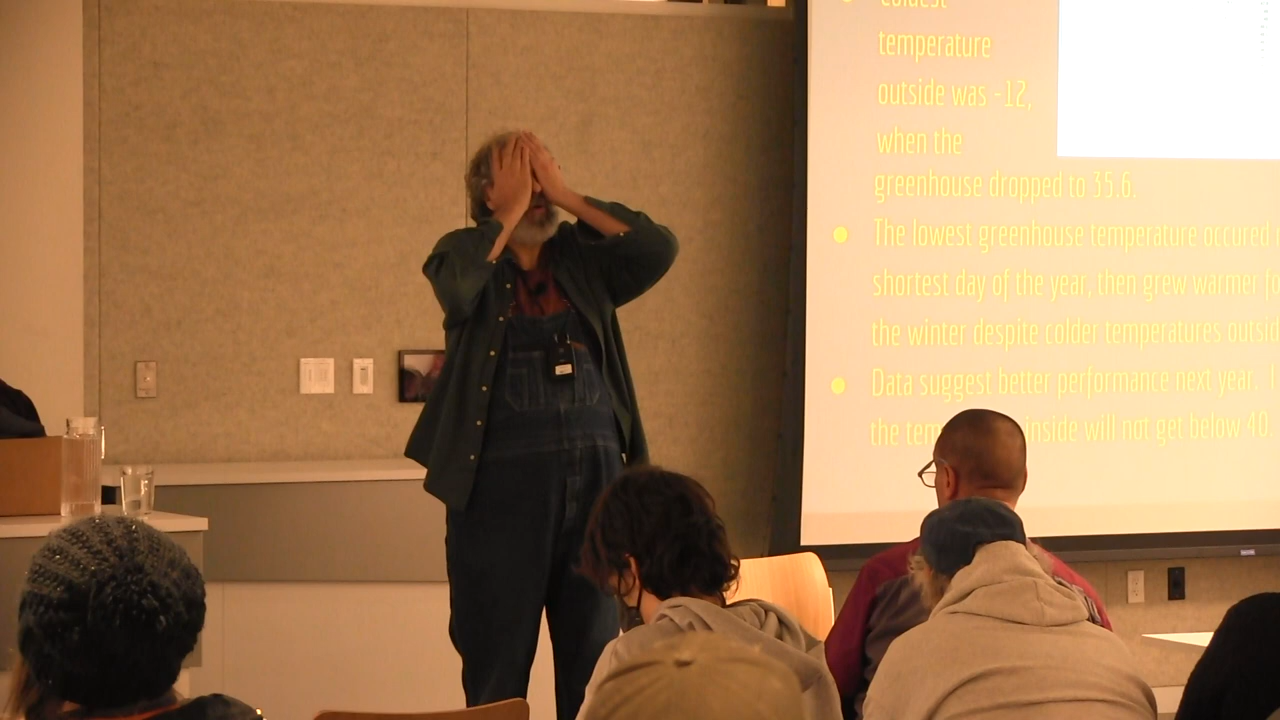 coldest
temperature
outside was -12,
when the
greenhouse dropped to 35.6.
The lowest greenhouse temperature occured
shortest day of the year, then grew warmer
the winter despite colder temperatures
Data suggest better performance next year.
the inside will not get below 40.